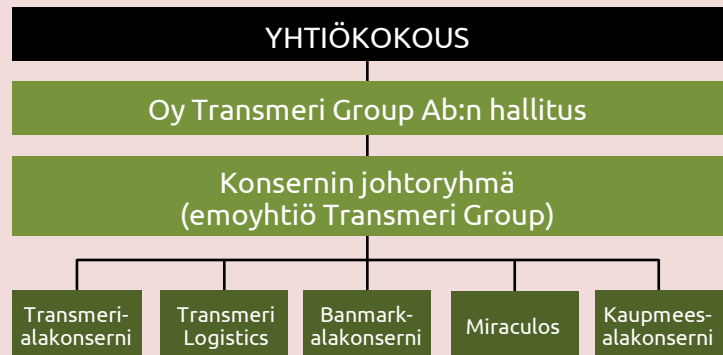 YHTIÖKOKOUS
Oy Transmeri Group Ab:n hallitus
Konsernin johtoryhmä
(emoyhtiö Transmeri Group)
Transmeri-
alakonserni
Transmeri
Logistics
Banmark-
alakonserni
Miraculos
Kaupmees-
alakonserni